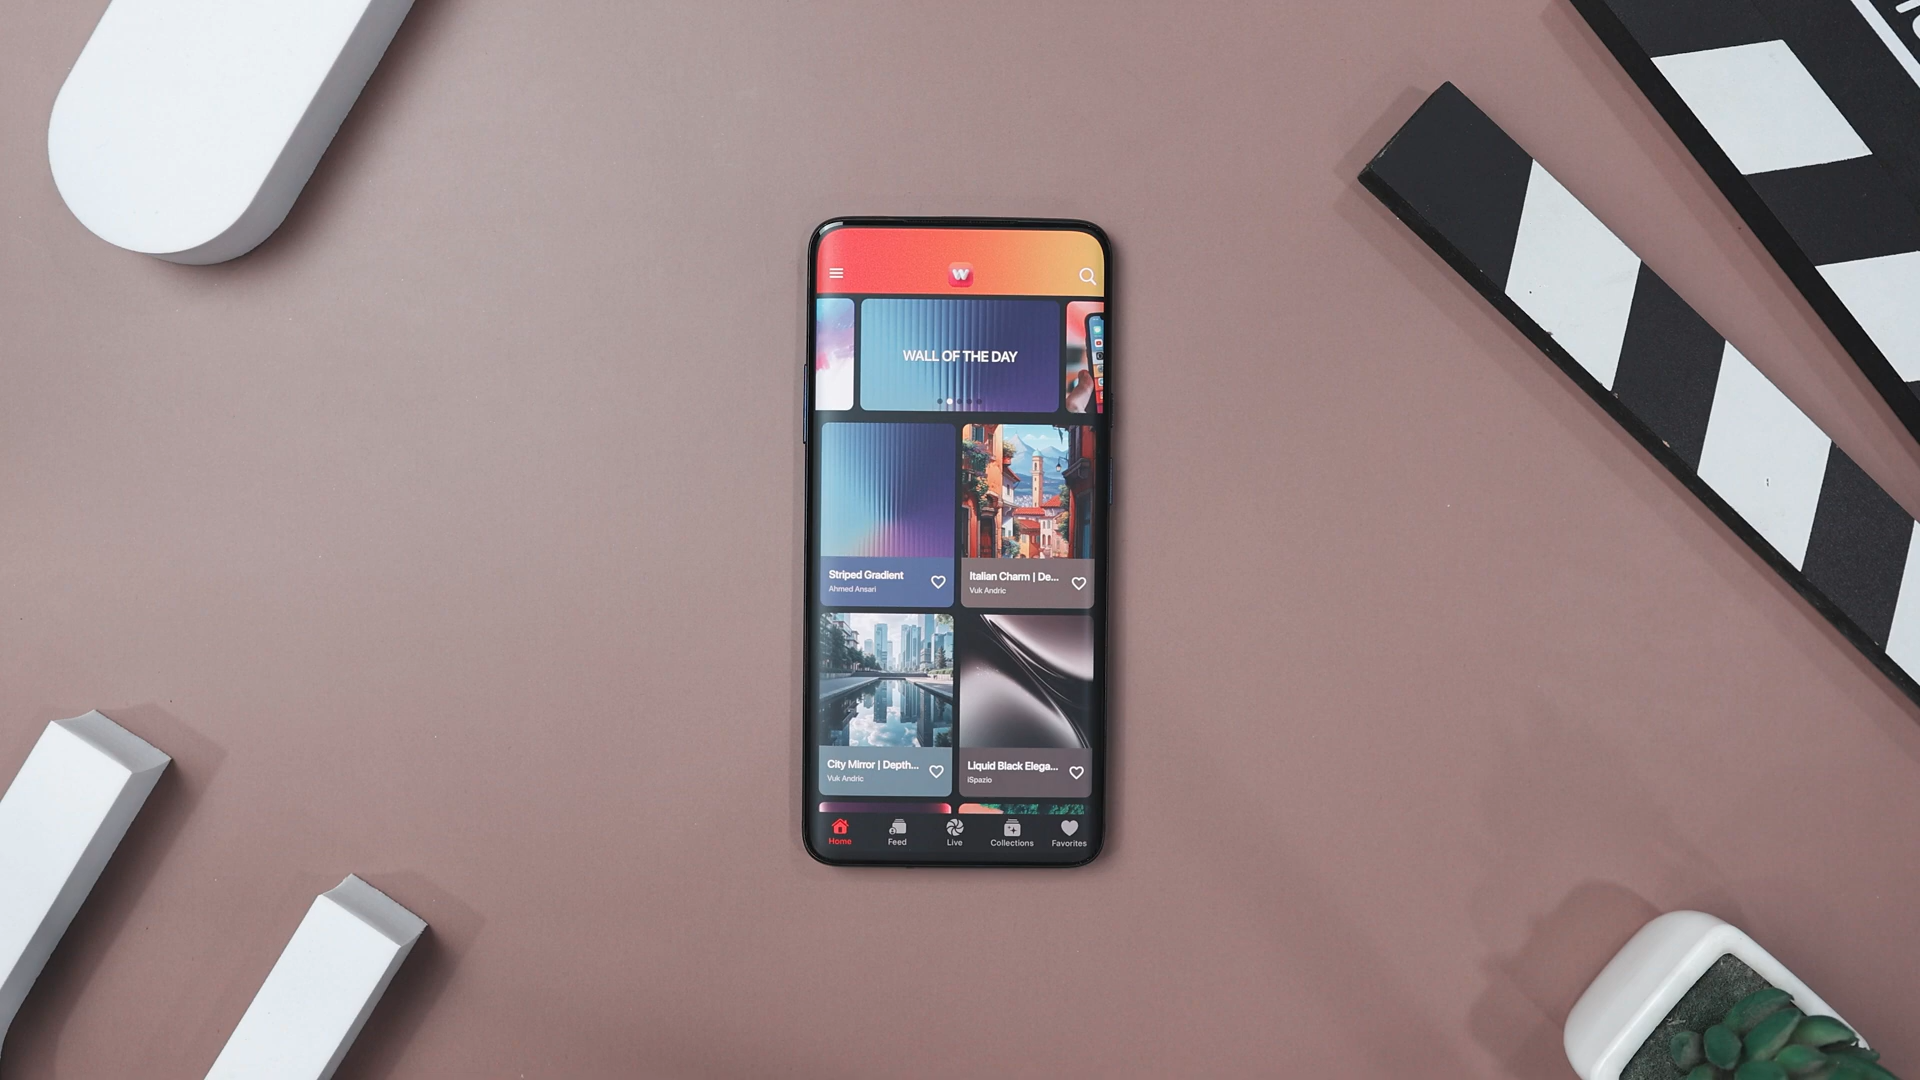 W
WALL OF THE DAY
Striped Gradient
Ahmed Ansari
Italian Charm | De...
Vuk Andric
City Mirror | Depth...
Vuk Andric
Liquid Black Elega...
iSpazio
Home
Feed
Live
Collections
Favorites